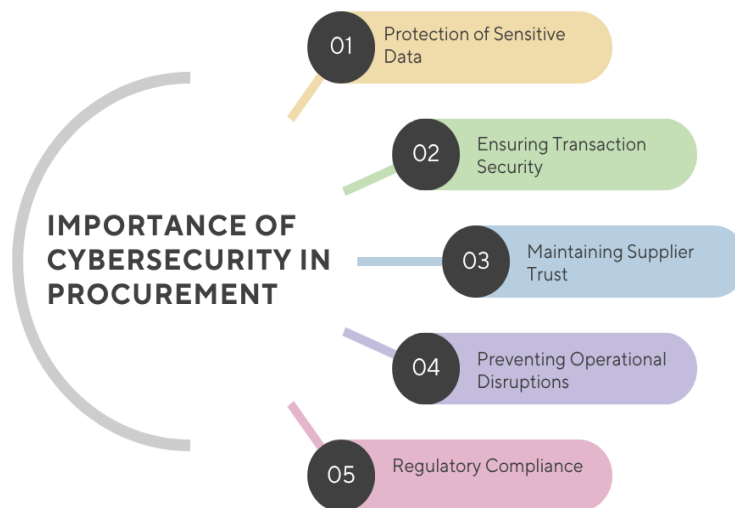 01
Protection of Sensitive
Data
02
Ensuring Transaction
Security
IMPORTANCE OF
CYBERSECURITY IN
PROCUREMENT
03
Maintaining Supplier
Trust
04
Preventing Operational
Disruptions
05
Regulatory Compliance